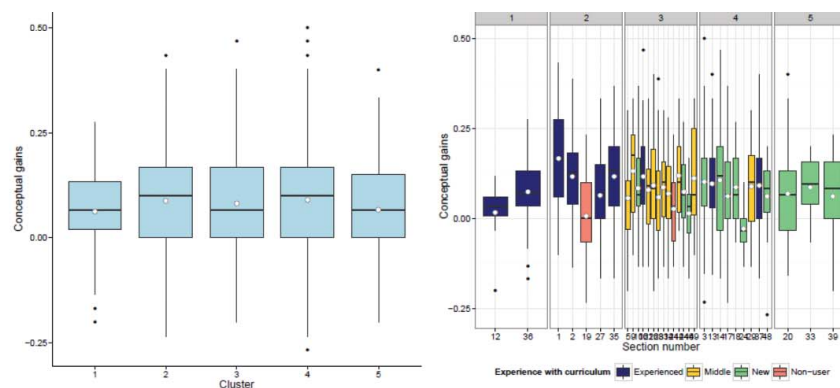 Conceptual gains
0.50
0.25
0.00
-0.25
1 2 3 4 5
Cluster
1 2 3 4 5
Conceptual gains
0.50
0.25
0.00
-0.25
12 36 1 2 19 27 35 20 33 39
Section number
Experience with curriculum Experienced Middle New Non-user